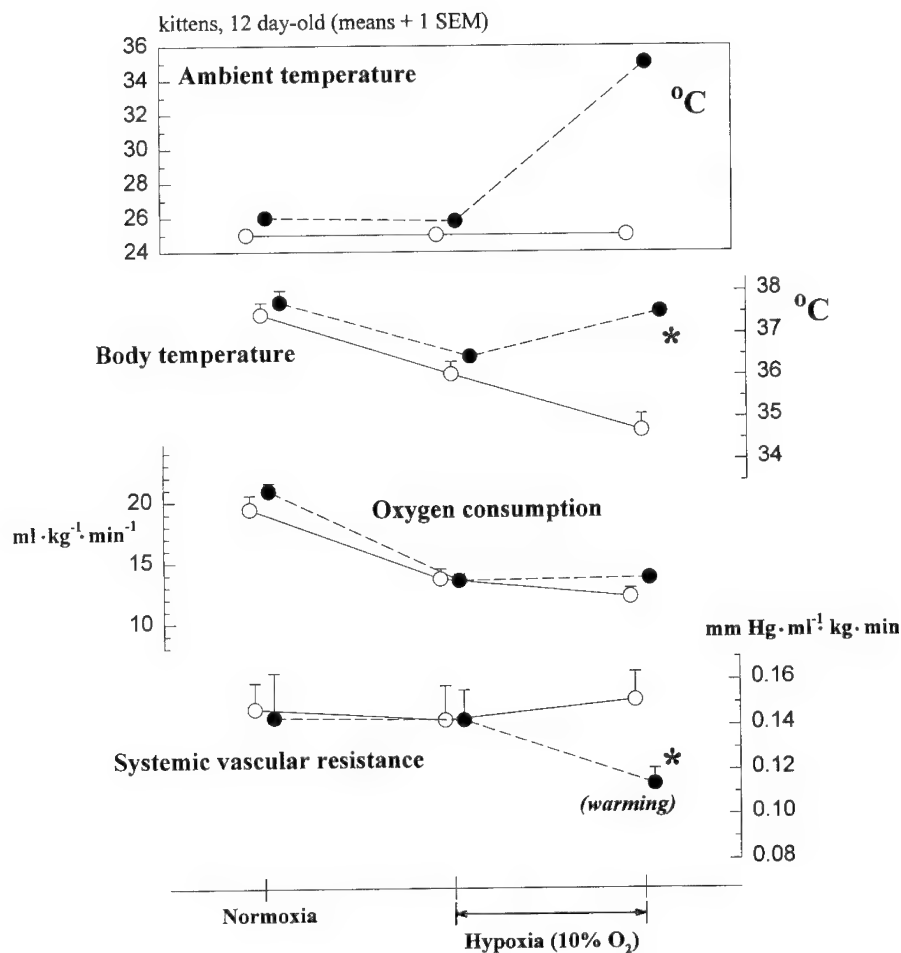 kittens, 12 day-old (means + 1 SEM)
36
34
32
30
28
26
24
Ambient temperature
°C
38
37
36
35
34
°C
Body temperature
*
20
15
10
ml·kg⁻¹·min⁻¹
Oxygen consumption
mm Hg·ml⁻¹·kg·min
0.16
0.14
0.12
0.10
0.08
Systemic vascular resistance
*
(warming)
Normoxia
Hypoxia (10% O₂)